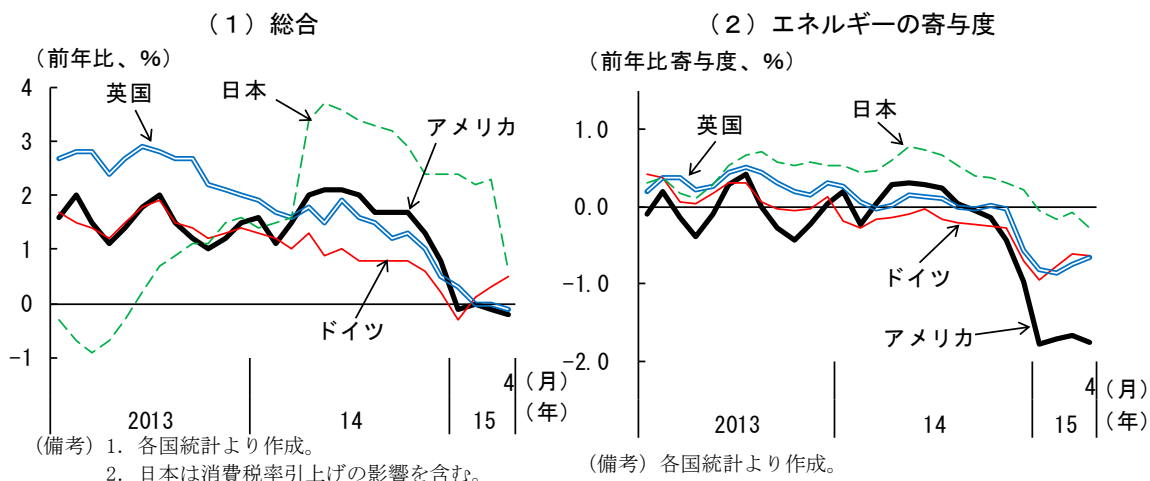 （１）総合
（前年比、％）
4
3
2
1
0
-1
英国
日本
アメリカ
ドイツ
4（月）
2013
14
15
（年）
（備考）1．各国統計より作成。
2．日本は消費税率引上げの影響を含む。
（２）エネルギーの寄与度
（前年比寄与度、％）
1.0
0.0
-1.0
-2.0
英国
日本
ドイツ
アメリカ
4（月）
2013
14
15
（年）
（備考）各国統計より作成。